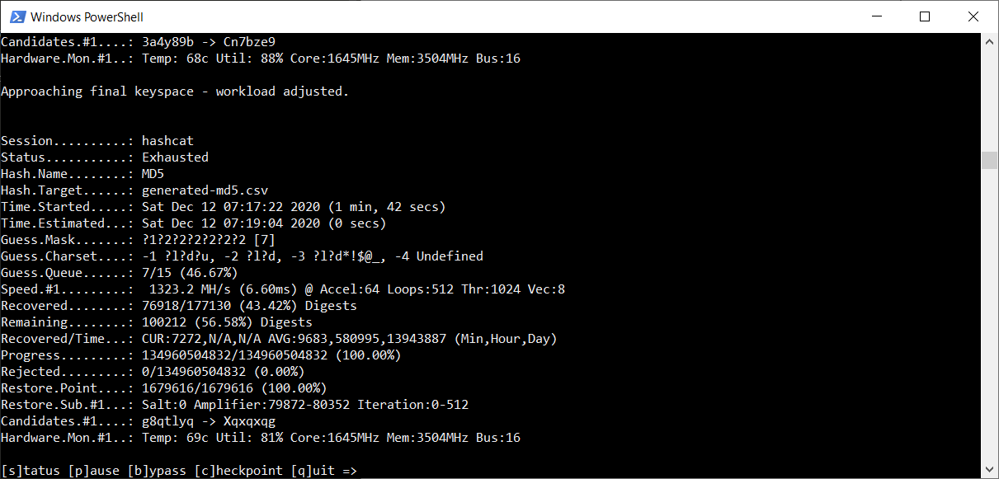 Windows PowerShell
Candidates.#1....: 3a4y89b -> Cn7bze9
Hardware.Mon.#1..: Temp: 68c Util: 88% Core:1645MHz Mem:3504MHz Bus:16
Approaching final keyspace - workload adjusted.
Session..........: hashcat
Status...........: Exhausted
Hash.Name........: MD5
Hash.Target......: generated-md5.csv
Time.Started.....: Sat Dec 12 07:17:22 2020 (1 min, 42 secs)
Time.Estimated...: Sat Dec 12 07:19:04 2020 (0 secs)
Guess.Mask.......: ?1?2?2?2?2?2?2 [7]
Guess.Charset....: -1 ?l?d?u, -2 ?l?d, -3 ?l?d*!$@_, -4 Undefined
Guess.Queue......: 7/15 (46.67%)
Speed.#1.........:  1323.2 MH/s (6.60ms) @ Accel:64 Loops:512 Thr:1024 Vec:8
Recovered........: 76918/177130 (43.42%) Digests
Remaining........: 100212 (56.58%) Digests
Recovered/Time...: CUR:7272,N/A,N/A AVG:9683,580995,13943887 (Min,Hour,Day)
Progress.........: 134960504832/134960504832 (100.00%)
Rejected.........: 0/134960504832 (0.00%)
Restore.Point....: 1679616/1679616 (100.00%)
Restore.Sub.#1...: Salt:0 Amplifier:79872-80352 Iteration:0-512
Candidates.#1....: g8qtlyq -> Xqxqxqg
Hardware.Mon.#1..: Temp: 69c Util: 81% Core:1645MHz Mem:3504MHz Bus:16
[s]tatus [p]ause [b]ypass [c]heckpoint [q]uit =>